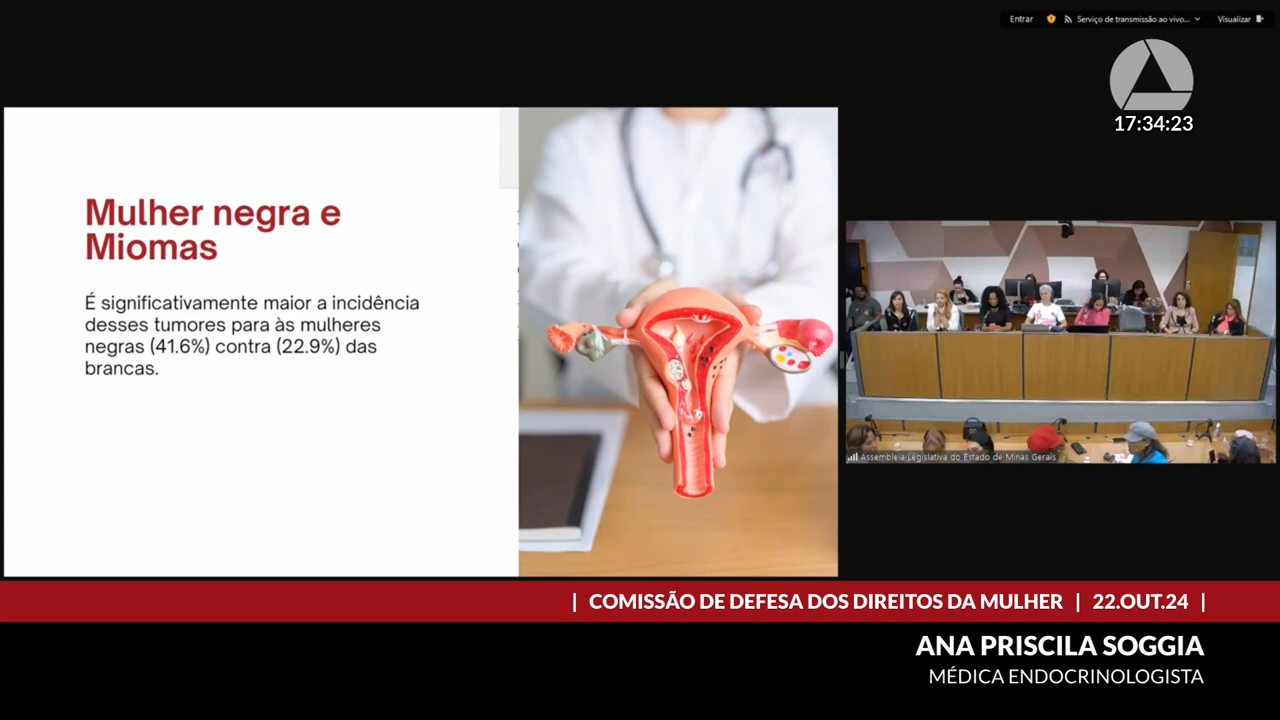 Entrar
Serviço de transmissão ao vivo...
Visualizar
17:34:23
Mulher negra e
Miomas
É significativamente maior a incidência
desses tumores para às mulheres
negras (41.6%) contra (22.9%) das
brancas.
Assembleia Legislativa do Estado de Minas Gerais
| COMISSÃO DE DEFESA DOS DIREITOS DA MULHER | 22.OUT.24 |
ANA PRISCILA SOGGIA
MÉDICA ENDOCRINOLOGISTA